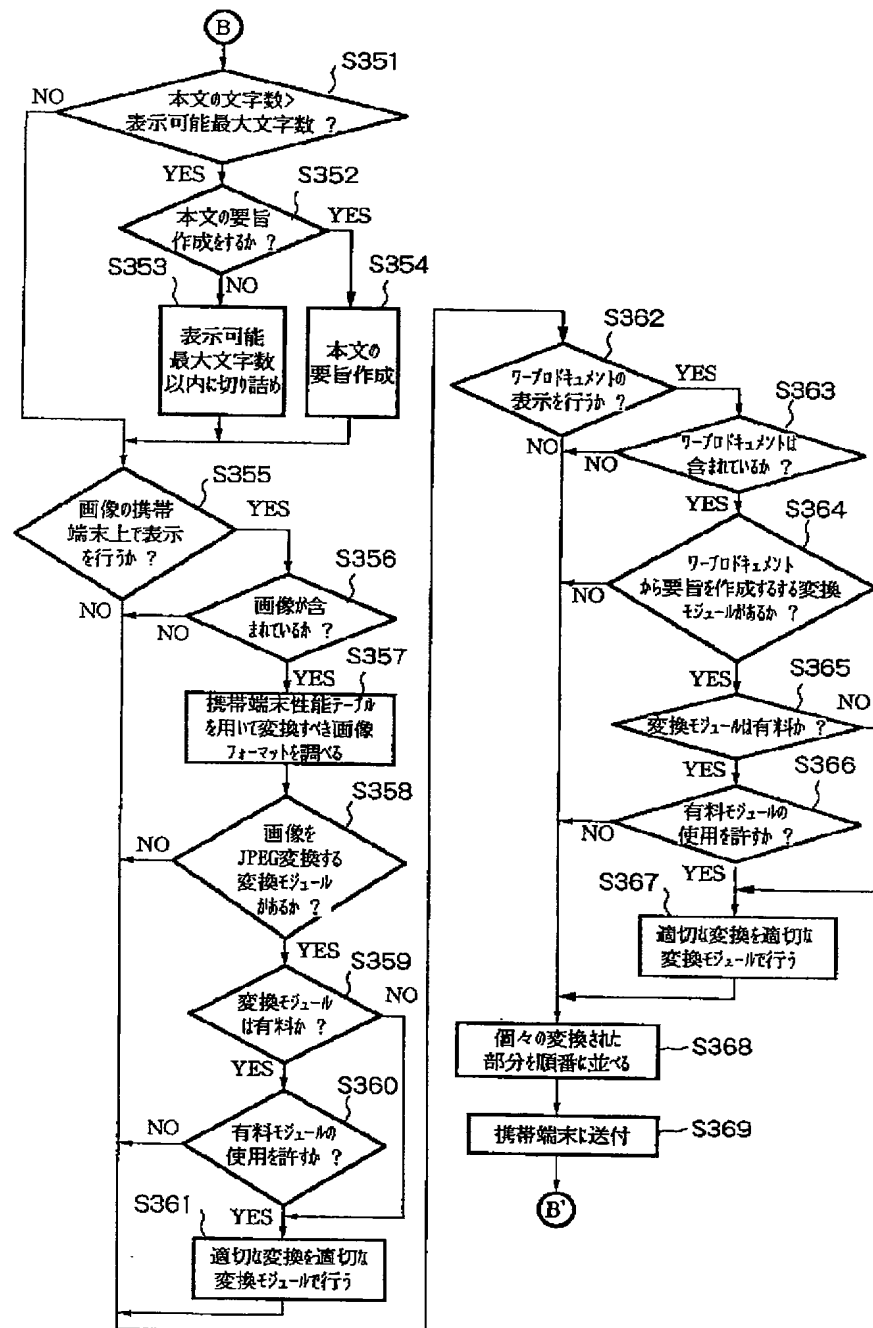 B
S351
NO
本文の文字数>
表示可能最大文字数 ?
YES
S352
本文の要旨
作成をするか ?
YES
S353
NO
S354
表示可能
最大文字数
以内に切り詰め
本文の
要旨作成
S355
画像の携帯
端末上で表示
を行うか ?
YES
NO
S356
画像が含
まれているか ?
NO
YES
S357
携帯端末性能テーブル
を用いて変換すべき画像
フォーマットを調べる
S358
画像を
JPEG変換する
変換モジュール
があるか ?
NO
YES
S359
変換モジュール
は有料か ?
NO
YES
S360
有料モジュールの
使用を許すか ?
NO
YES
S361
適切な変換を適切な
変換モジュールで行う
S362
ワープロドキュメントの
表示を行うか ?
YES
NO
S363
ワープロドキュメントは
含まれているか ?
NO
YES
S364
ワープロドキュメント
から要旨を作成するする変換
モジュールがあるか ?
NO
YES
S365
変換モジュールは有料か ?
NO
YES
S366
有料モジュールの
使用を許すか ?
NO
YES
S367
適切な変換を適切な
変換モジュールで行う
個々の変換された
部分を順番に並べる
S368
携帯端末に送付
S369
B'